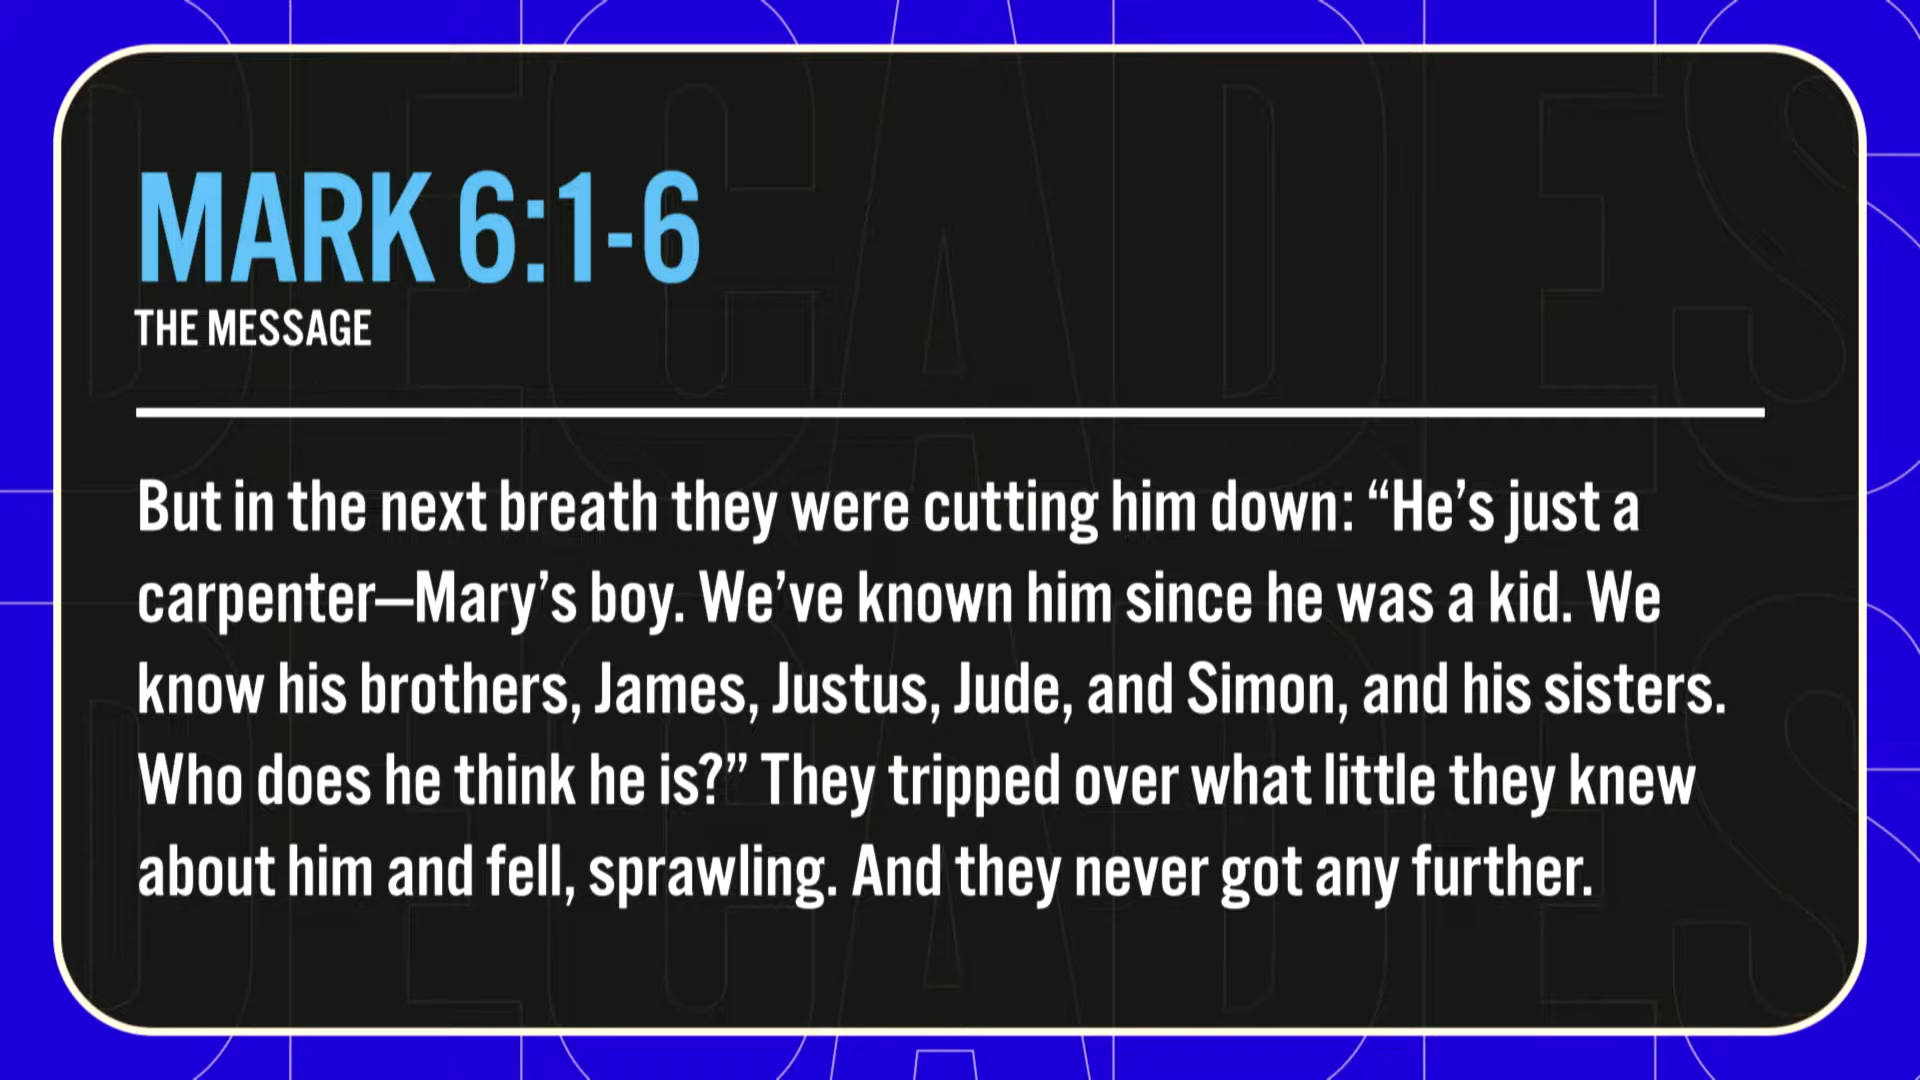 DECADES
MARK 6:1-6
THE MESSAGE
But in the next breath they were cutting him down: “He’s just a
carpenter—Mary’s boy. We’ve known him since he was a kid. We
know his brothers, James, Justus, Jude, and Simon, and his sisters.
Who does he think he is?” They tripped over what little they knew
about him and fell, sprawling. And they never got any further.
DECADES